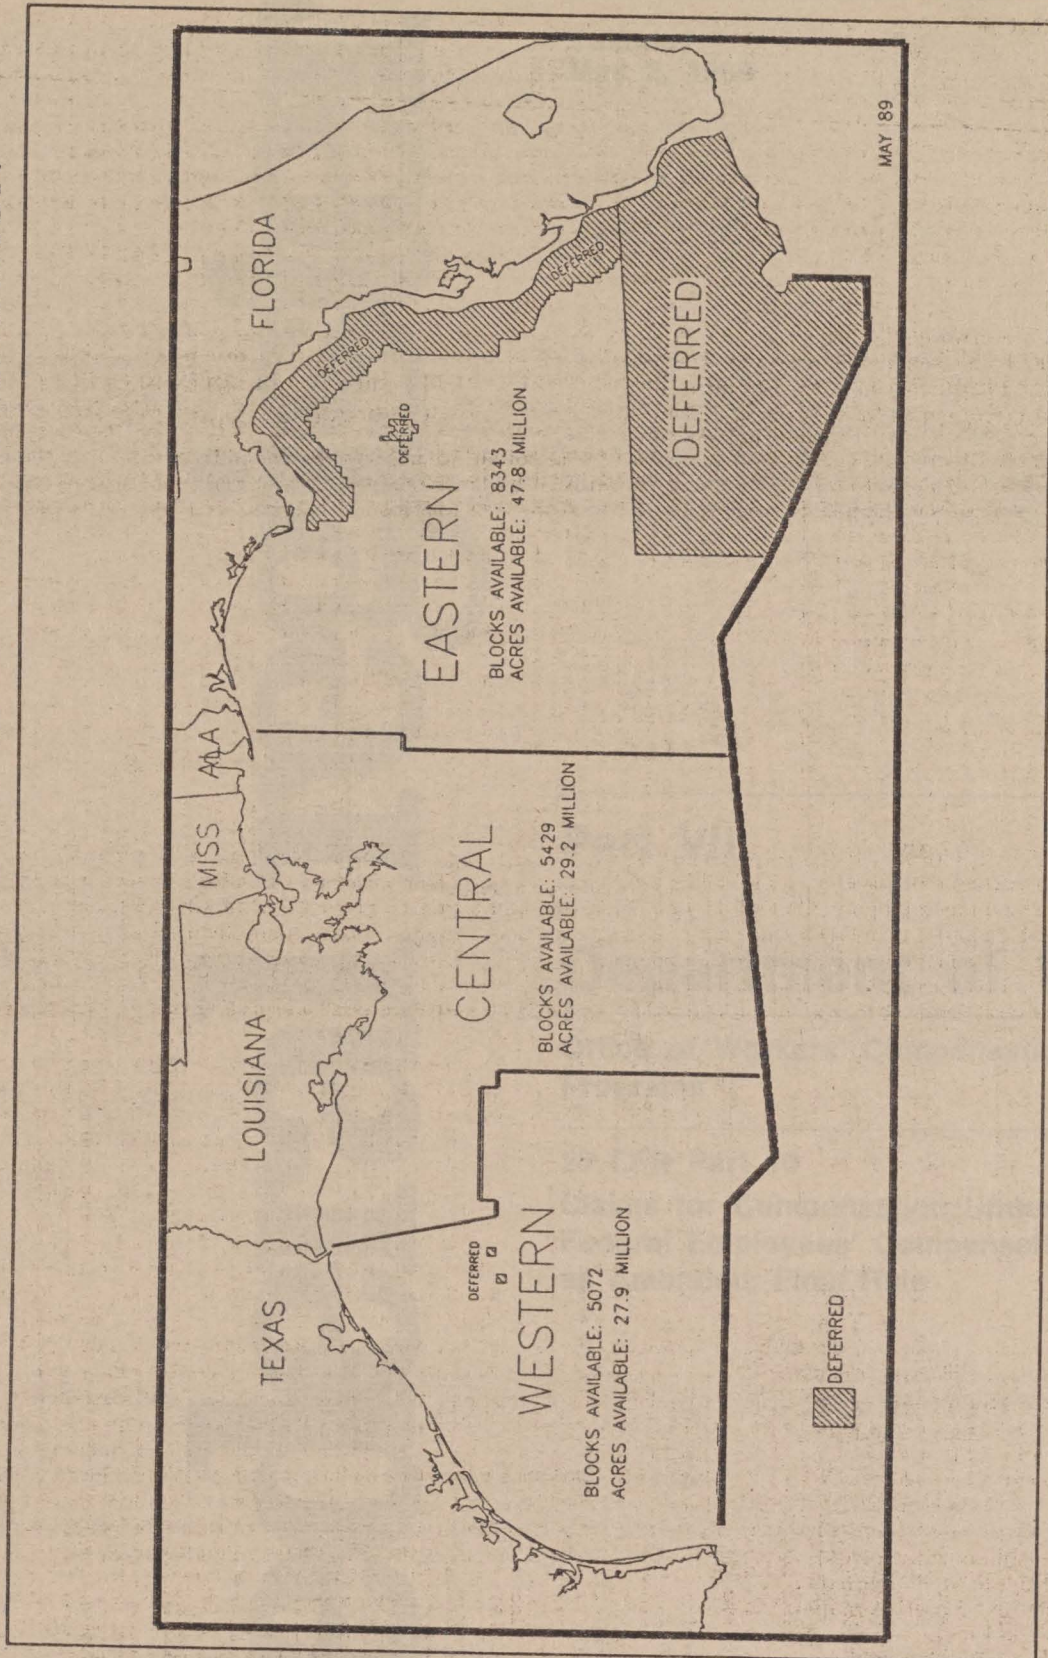 TEXAS
LOUISIANA
MISS
ALA
FLORIDA
WESTERN
BLOCKS AVAILABLE: 5072
ACRES AVAILABLE: 27.9 MILLION
DEFERRED
CENTRAL
BLOCKS AVAILABLE: 5429
ACRES AVAILABLE: 29.2 MILLION
EASTERN
BLOCKS AVAILABLE: 8343
ACRES AVAILABLE: 47.8 MILLION
DEFERRED
DEFERRED
DEFERRED
DEFERRED
DEFERRED
MAY 89